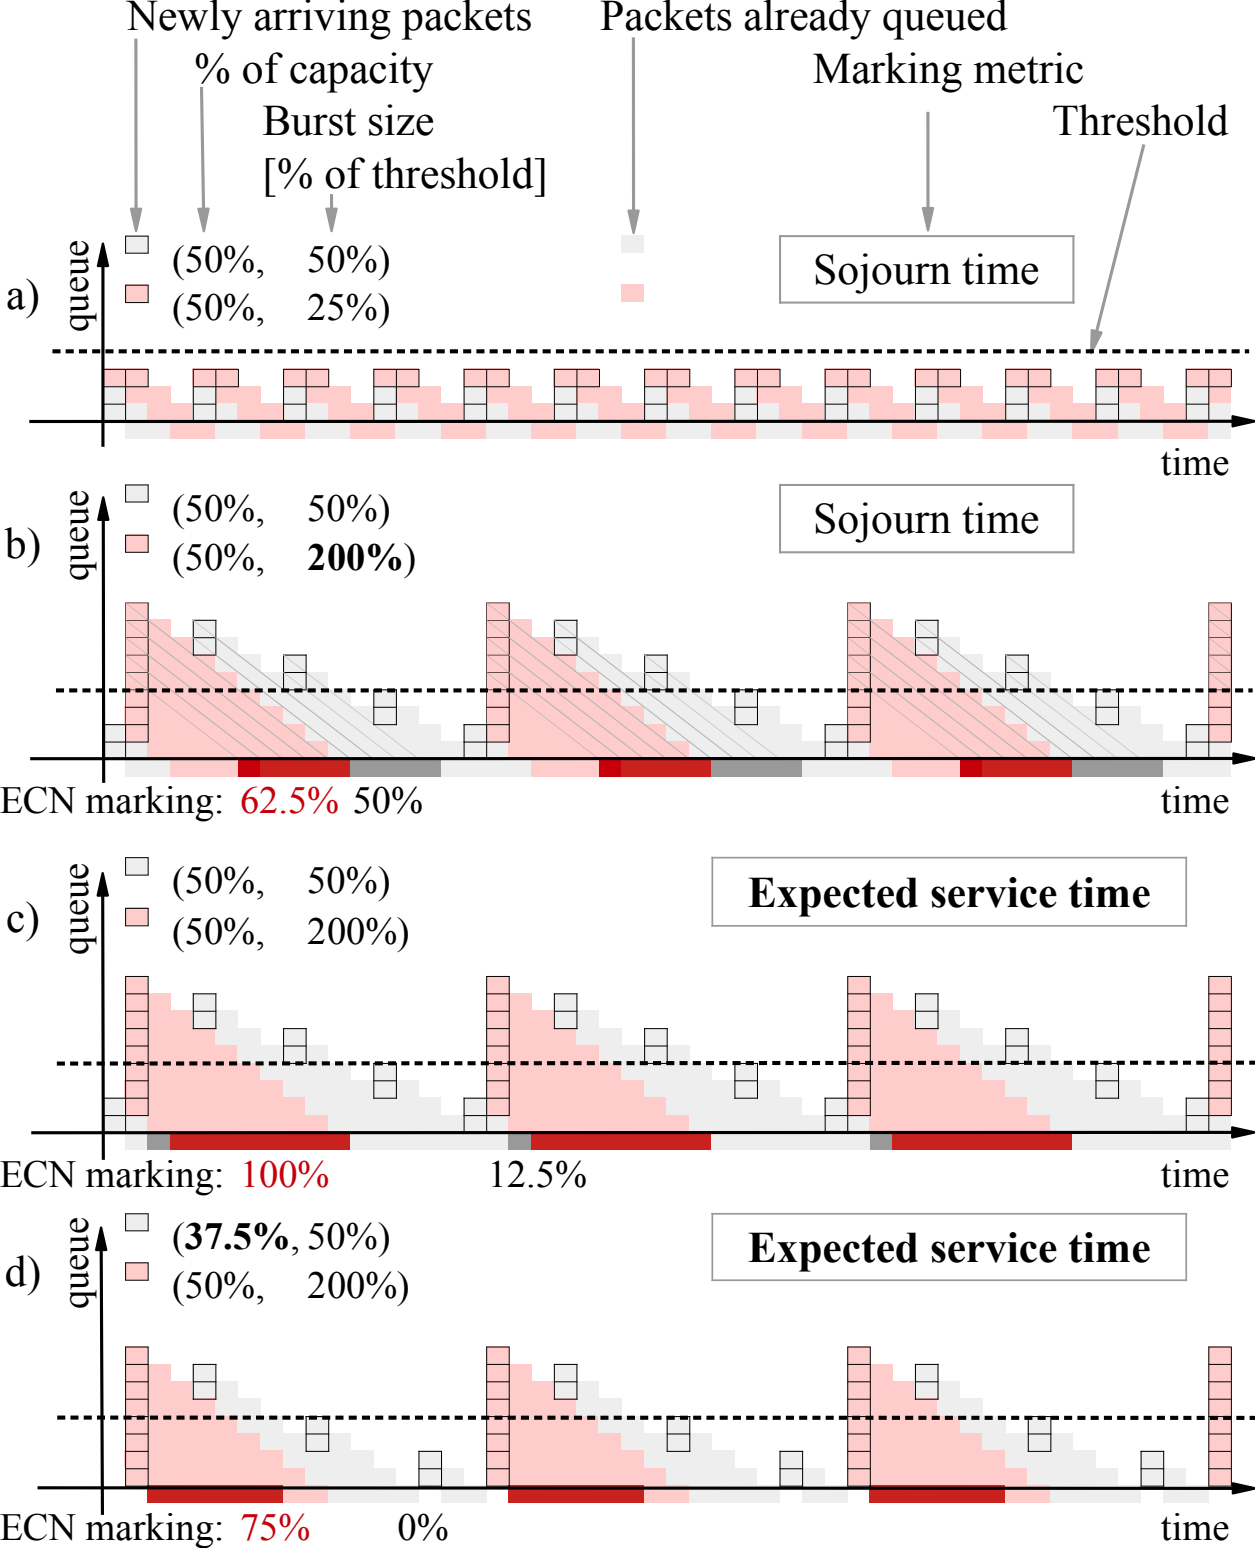 Newly arriving packets Packets already queued
% of capacity Marking metric
Burst size Threshold
[% of threshold]
a) queue (50%, 50%) Sojourn time
(50%, 25%)
time
b) queue (50%, 50%) Sojourn time
(50%, 200%)
ECN marking: 62.5% 50% time
c) queue (50%, 50%) Expected service time
(50%, 200%)
ECN marking: 100% 12.5% time
d) queue (37.5%, 50%) Expected service time
(50%, 200%)
ECN marking: 75% 0% time